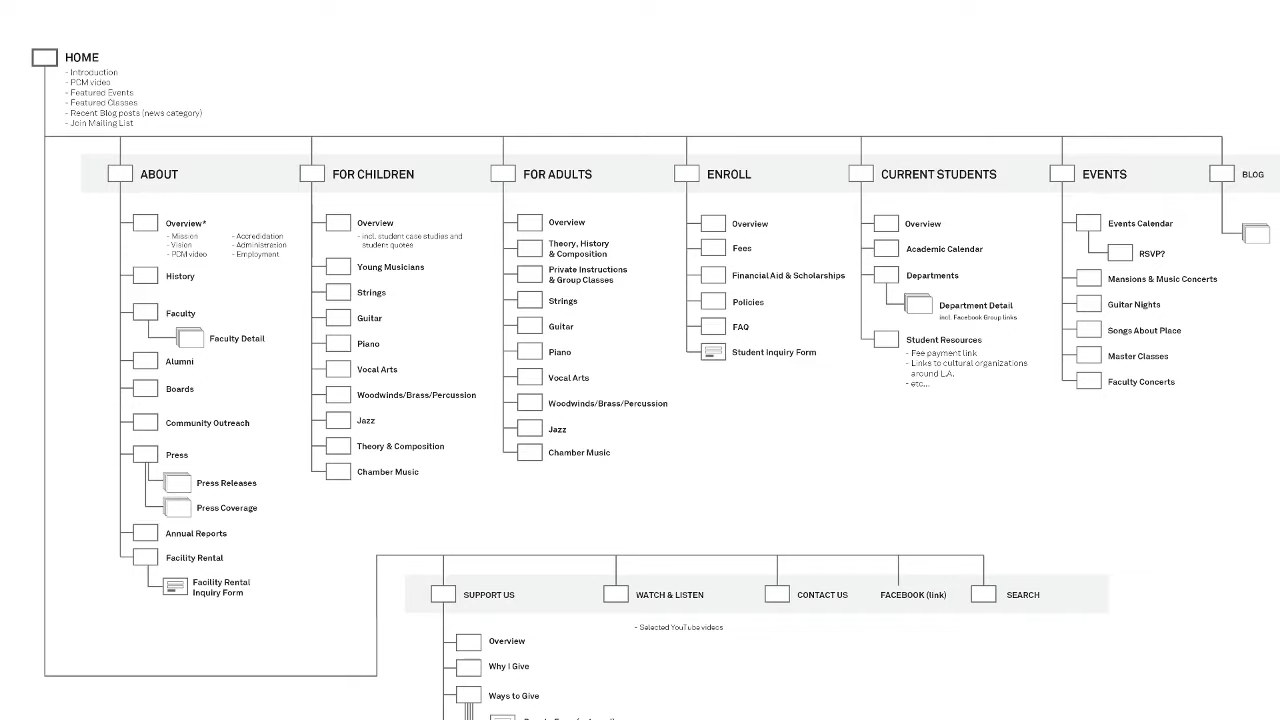 HOME
- Introduction
- PCM video
- Featured Events
- Featured Classes
- Recent Blog posts (news category)
- Join Mailing List
ABOUT
Overview*
- Mission
- Vision
- PCM video
- Accredidation
- Administration
- Employment
History
Faculty
Faculty Detail
Alumni
Boards
Community Outreach
Press
Press Releases
Press Coverage
Annual Reports
Facility Rental
Facility Rental
Inquiry Form
FOR CHILDREN
Overview
- incl. student case studies and
student quotes
Young Musicians
Strings
Guitar
Piano
Vocal Arts
Woodwinds/Brass/Percussion
Jazz
Theory & Composition
Chamber Music
FOR ADULTS
Overview
Theory, History
& Composition
Private Instructions
& Group Classes
Strings
Guitar
Piano
Vocal Arts
Woodwinds/Brass/Percussion
Jazz
Chamber Music
ENROLL
Overview
Fees
Financial Aid & Scholarships
Policies
FAQ
Student Inquiry Form
CURRENT STUDENTS
Overview
Academic Calendar
Departments
Department Detail
incl. Facebook Group links
Student Resources
- Fee payment link
- Links to cultural organizations
around L.A.
- etc...
EVENTS
Events Calendar
RSVP?
Mansions & Music Concerts
Guitar Nights
Songs About Place
Master Classes
Faculty Concerts
BLOG
SUPPORT US
Overview
Why I Give
Ways to Give
WATCH & LISTEN
- Selected YouTube videos
CONTACT US
FACEBOOK (link)
SEARCH